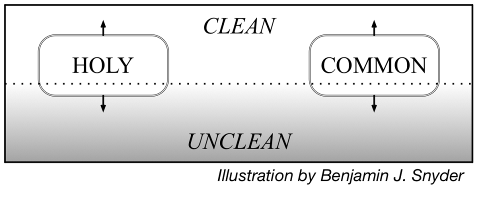 CLEAN
HOLY COMMON
UNCLEAN
Illustration by Benjamin J. Snyder